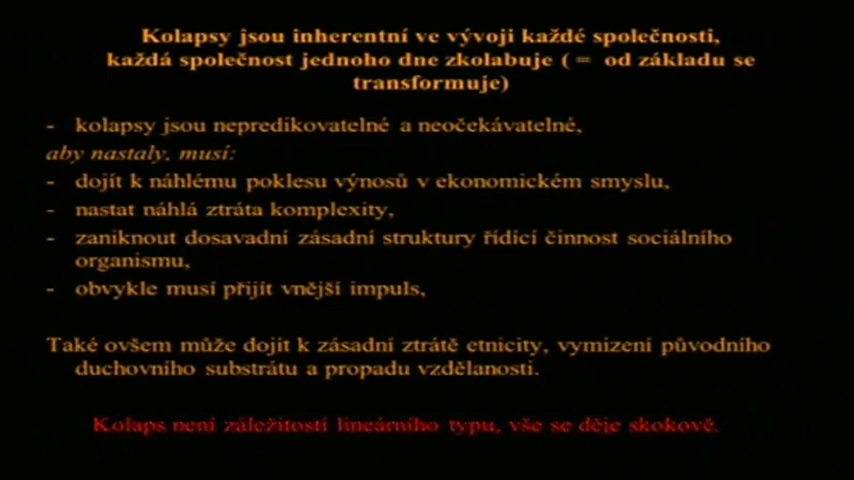 Kolapsy jsou inherentní ve vývoji každé společnosti,
každá společnost jednoho dne zkolabuje ( = od základu se
transformuje)
- kolapsy jsou nepredikovatelné a neočekávatelné,
aby nastaly, musí:
- dojít k náhlému poklesu výnosů v ekonomickém smyslu,
- nastat náhlá ztráta komplexity,
- zaniknout dosavadní zásadní struktury řídící činnost sociálního
organismu,
- obvykle musí přijít vnější impuls,
Také ovšem může dojít k zásadní ztrátě etnicity, vymizení původního
duchovního substrátu a propadu vzdělanosti.
Kolaps není záležitostí lineárního typu, vše se děje skokově.